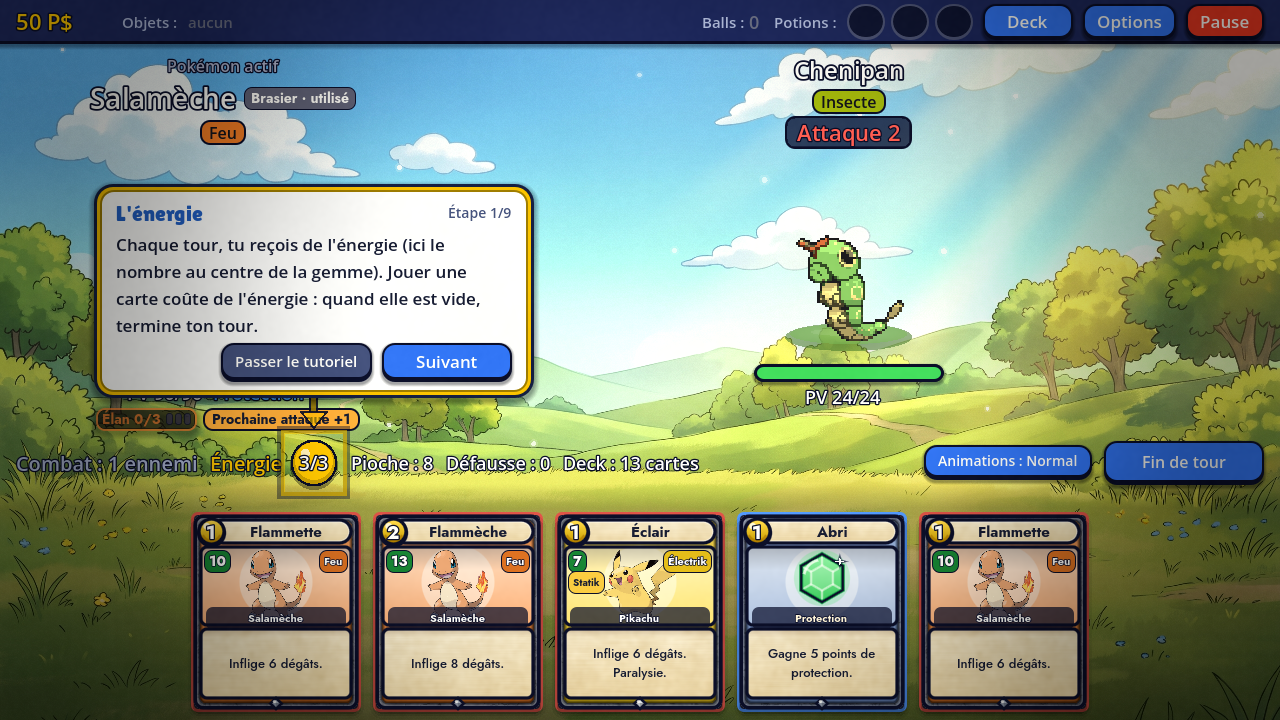 50 P$
Objets : aucun
Balls : 0
Potions :
Deck
Options
Pause
Pokémon actif
Salamèche
Brasier · utilisé
Feu
Chenipan
Insecte
Attaque 2
L'énergie
Étape 1/9
Chaque tour, tu reçois de l'énergie (ici le
nombre au centre de la gemme). Jouer une
carte coûte de l'énergie : quand elle est vide,
termine ton tour.
Passer le tutoriel
Suivant
PV 24/24
Élan 0/3
Prochaine attaque +1
Combat : 1 ennemi
Énergie
3/3
Pioche : 8
Défausse : 0
Deck : 13 cartes
Animations : Normal
Fin de tour
1
Flammette
10
Feu
Salamèche
Inflige 6 dégâts.
2
Flammèche
13
Feu
Salamèche
Inflige 8 dégâts.
1
Éclair
7
Électrik
Statik
Pikachu
Inflige 6 dégâts.
Paralysie.
1
Abri
Protection
Gagne 5 points de
protection.
1
Flammette
10
Feu
Salamèche
Inflige 6 dégâts.